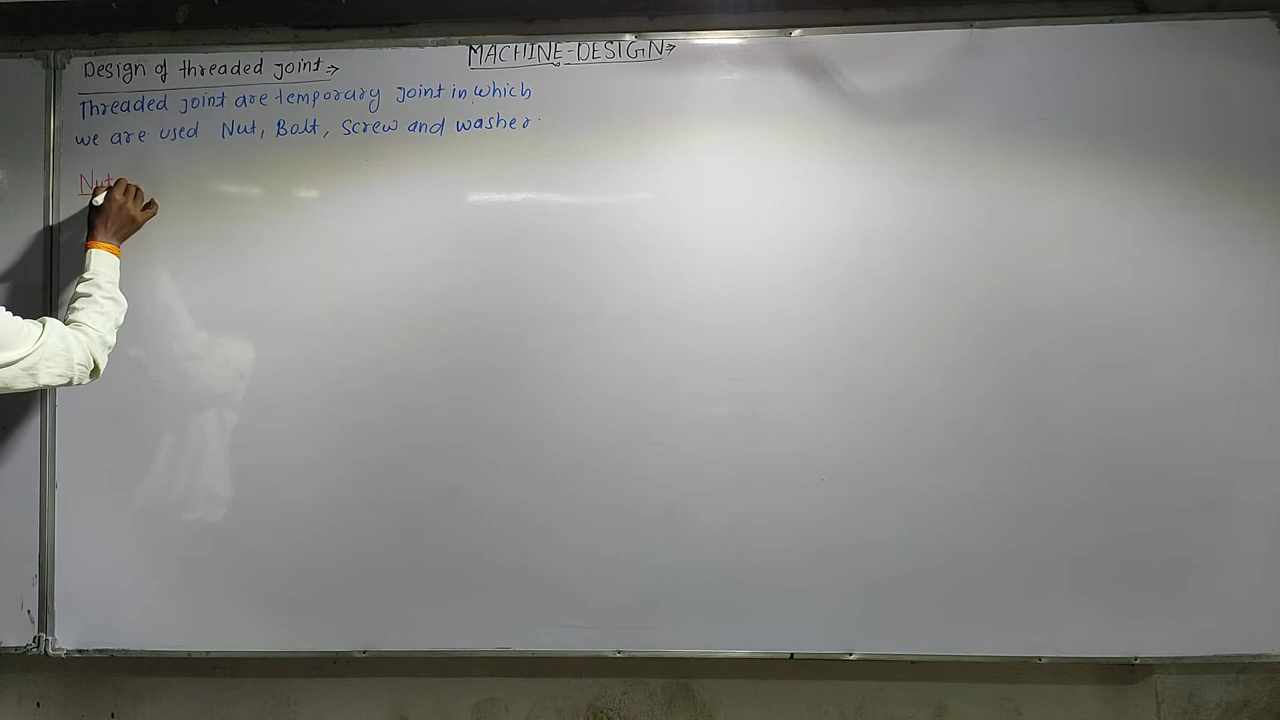 MACHINE-DESIGN→
Design of threaded joint→
Threaded joint are temporary joint in which
we are used Nut, Bolt, Screw and washer.
Nut